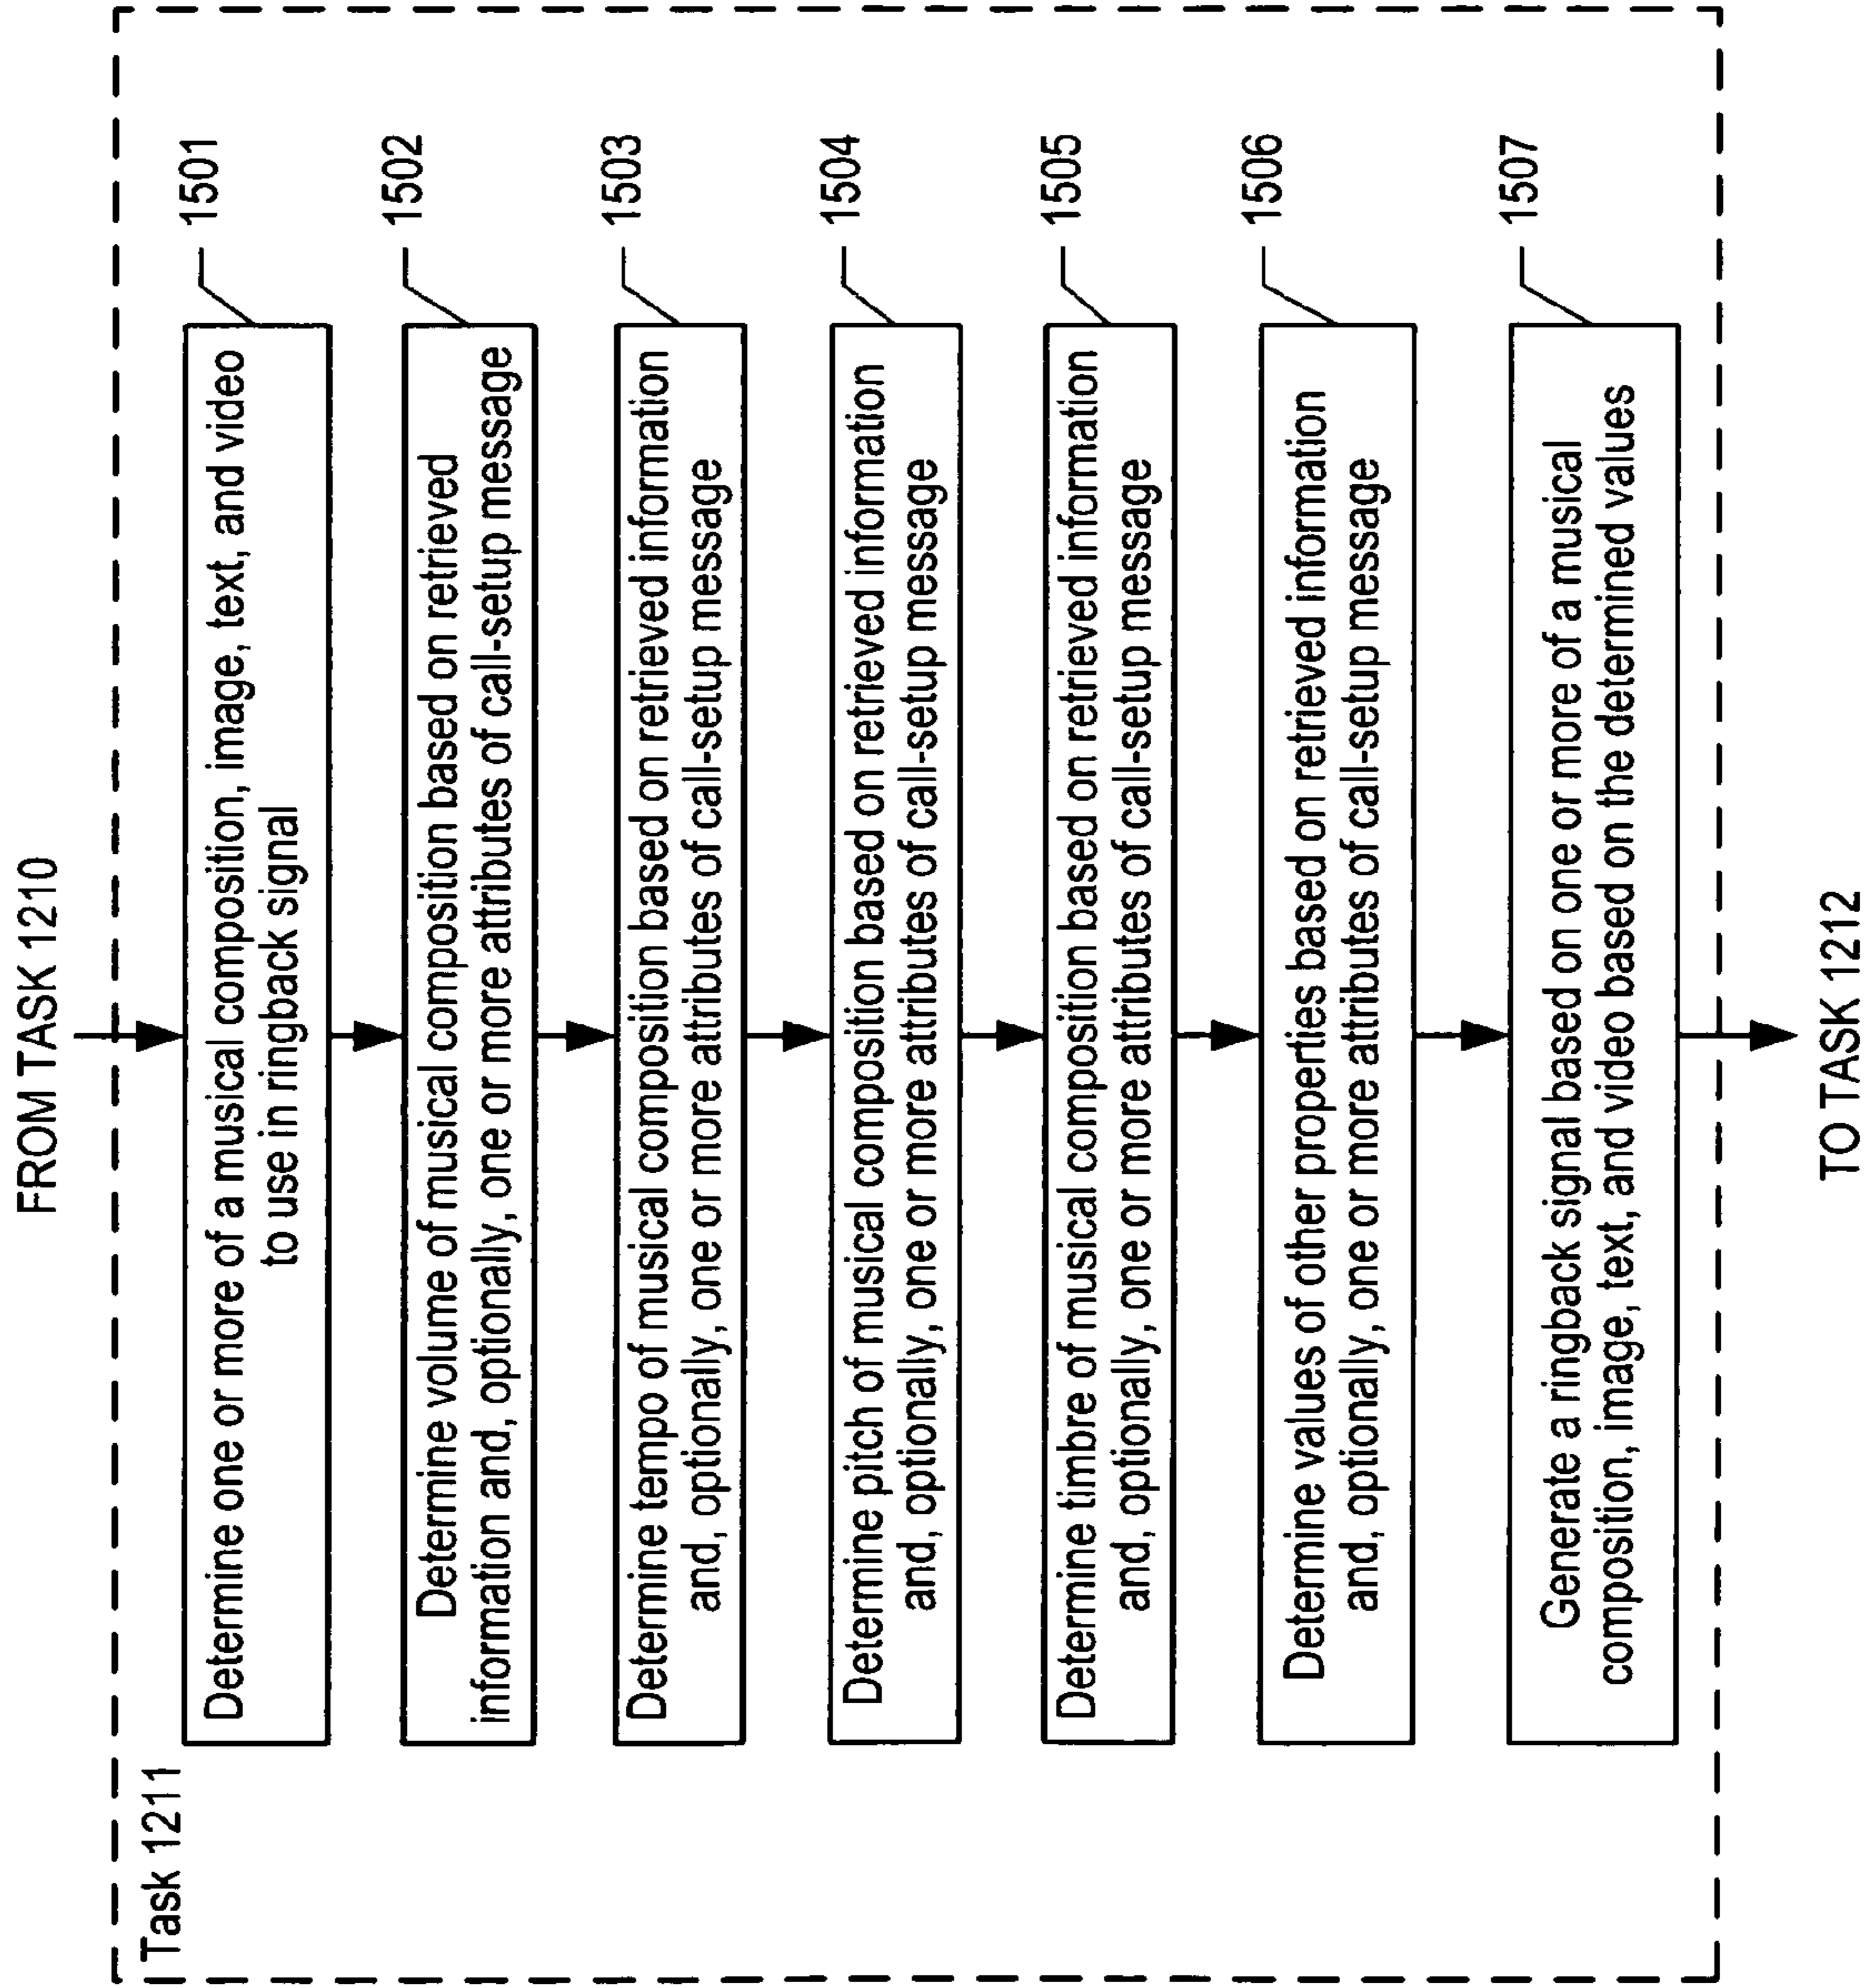 FROM TASK 1210
Task 1211
1501
Determine one or more of a musical composition, image, text, and video
to use in ringback signal
1502
Determine volume of musical composition based on retrieved
information and, optionally, one or more attributes of call-setup message
1503
Determine tempo of musical composition based on retrieved information
and, optionally, one or more attributes of call-setup message
1504
Determine pitch of musical composition based on retrieved information
and, optionally, one or more attributes of call-setup message
1505
Determine timbre of musical composition based on retrieved information
and, optionally, one or more attributes of call-setup message
1506
Determine values of other properties based on retrieved information
and, optionally, one or more attributes of call-setup message
1507
Generate a ringback signal based on one or more of a musical
composition, image, text, and video based on the determined values
TO TASK 1212